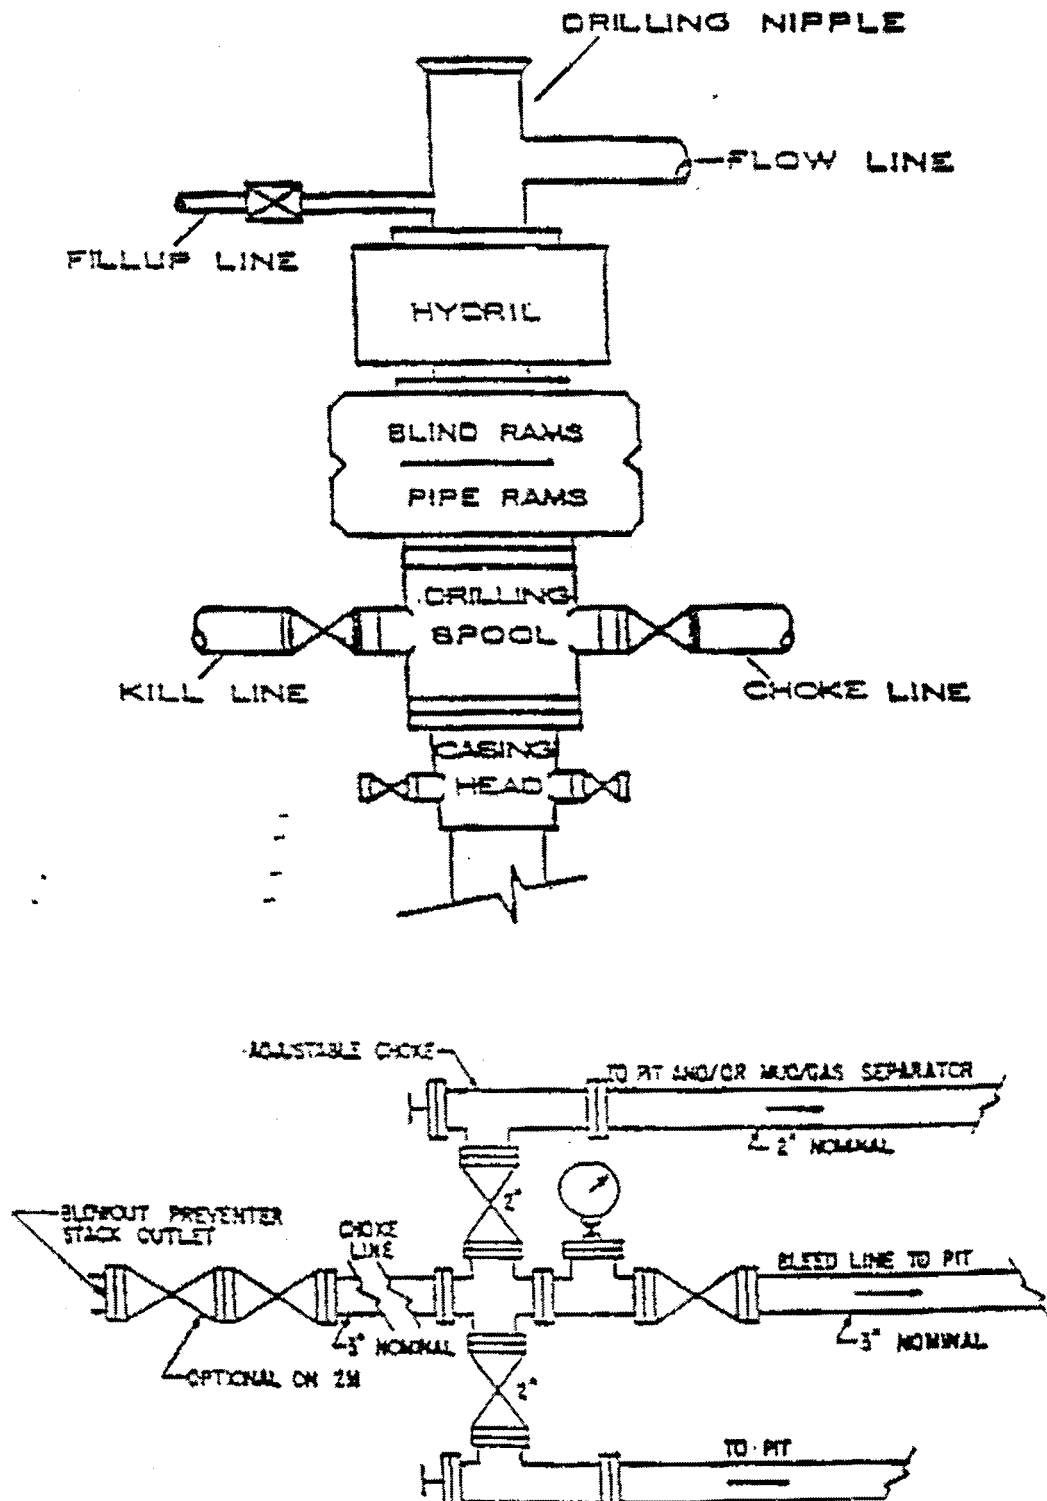 DRILLING NIPPLE
FLOW LINE
FILLUP LINE
HYDRIL
BLIND RAMS
PIPE RAMS
DRILLING
SPOOL
KILL LINE
CHOKE LINE
CASING
HEAD
ADJUSTABLE CHOKE
TO PIT AND/OR MUD/GAS SEPARATOR
2" NOMINAL
2"
BLOWOUT PREVENTER
STACK OUTLET
CHOKE
LINE
BLEED LINE TO PIT
3" NOMINAL
3" NOMINAL
OPTIONAL ON 2M
2"
TO PIT